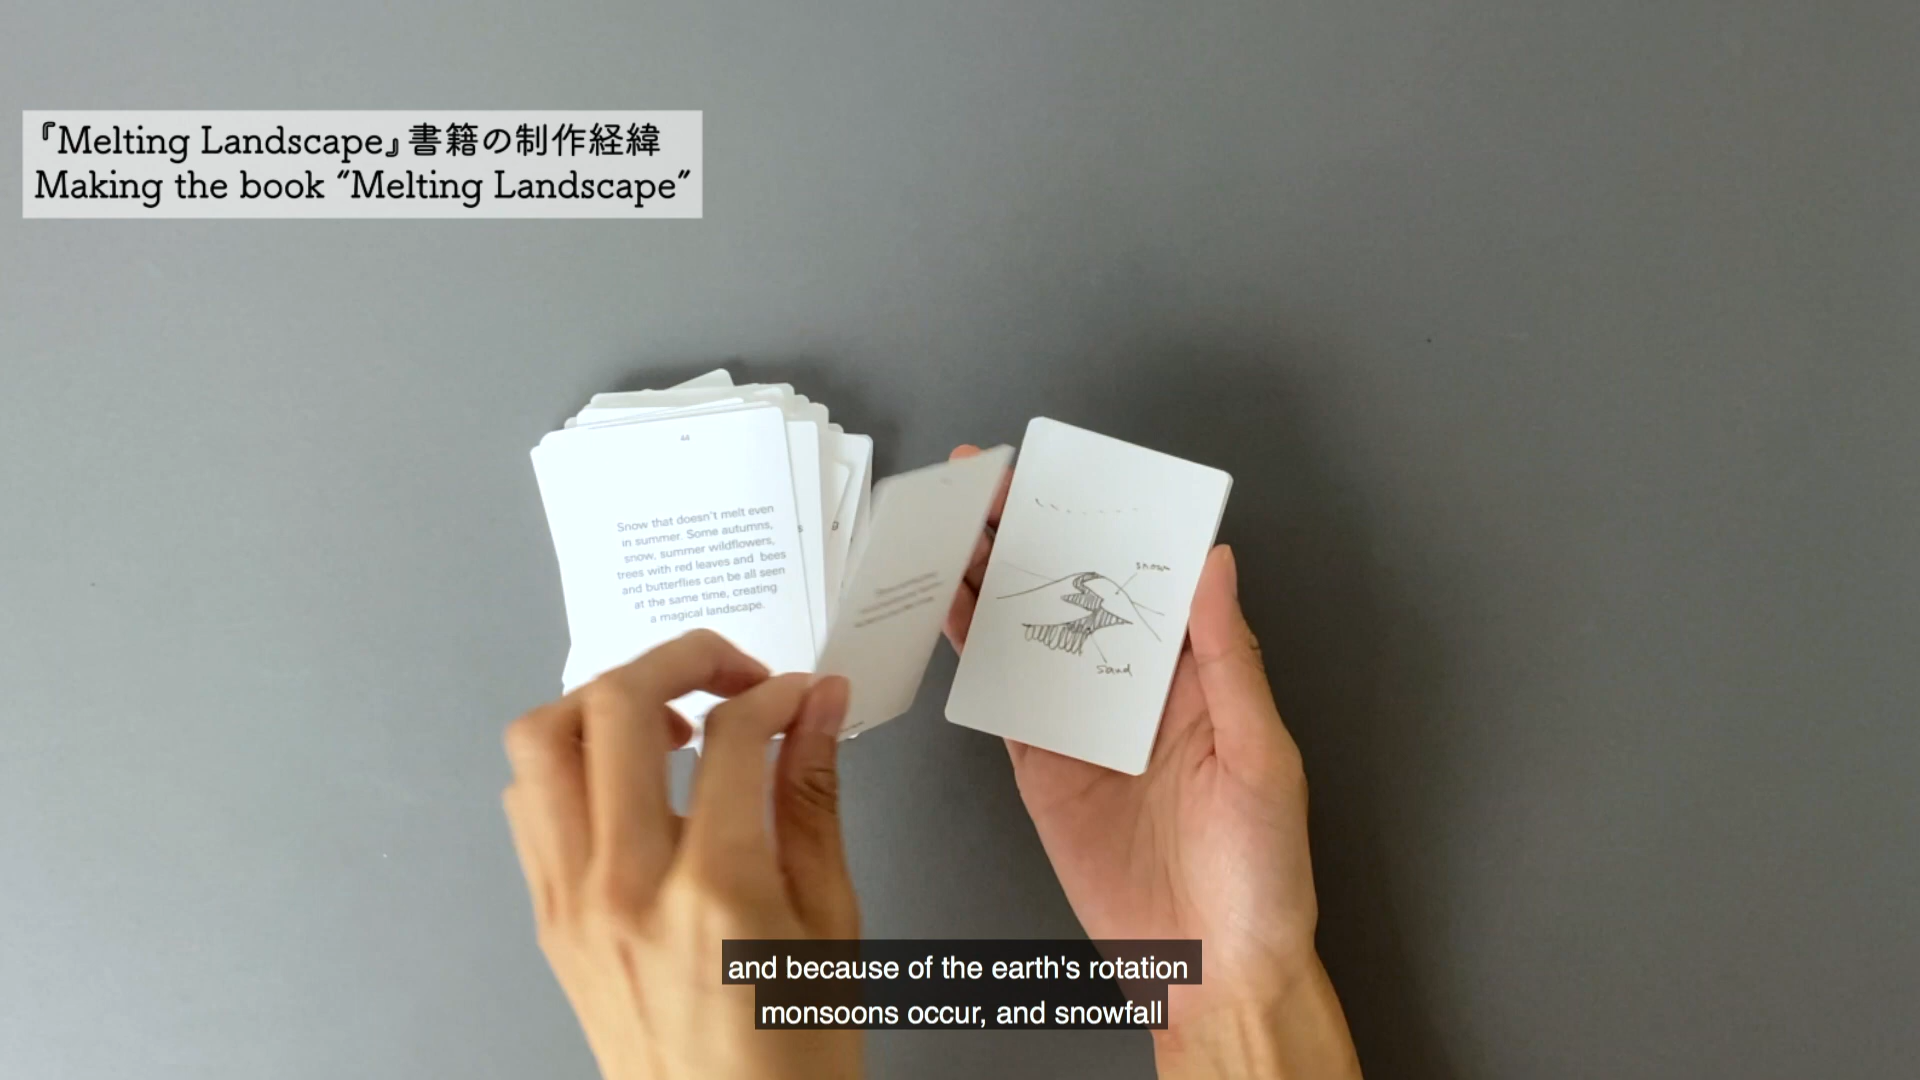 『Melting Landscape』書籍の制作経緯
Making the book “Melting Landscape”
44
Snow that doesn't melt even
in summer. Some autumns,
snow, summer wildflowers,
trees with red leaves and bees
and butterflies can be all seen
at the same time, creating
a magical landscape.
s
g
snow
sand
and because of the earth's rotation
monsoons occur, and snowfall